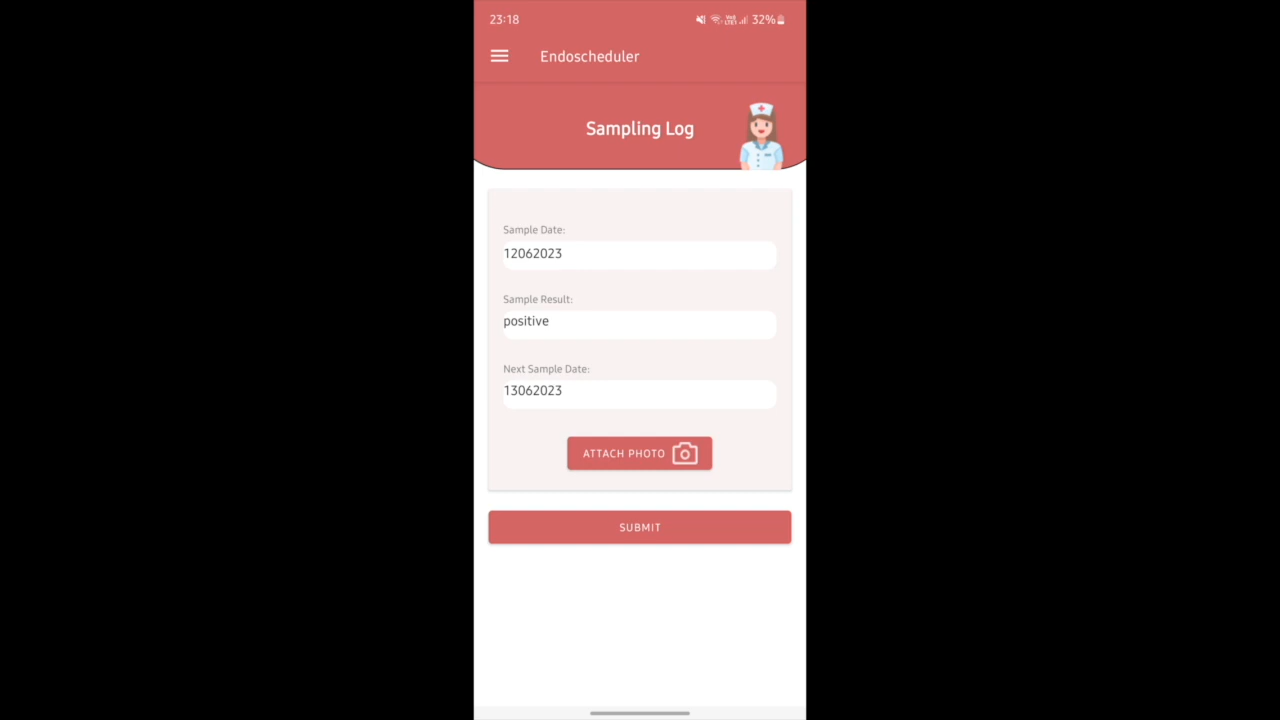 23:18
32%
Endoscheduler
Sampling Log
Sample Date:
12062023
Sample Result:
positive
Next Sample Date:
13062023
ATTACH PHOTO
SUBMIT